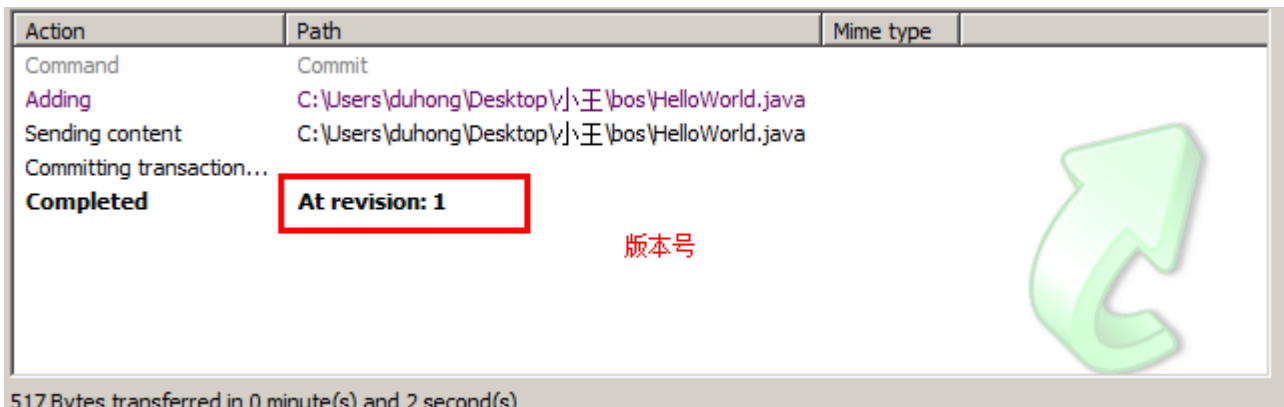 Action Path Mime type
Command Commit
Adding C:\Users\duhong\Desktop\小王\bos\HelloWorld.java
Sending content C:\Users\duhong\Desktop\小王\bos\HelloWorld.java
Committing transaction...
Completed At revision: 1
版本号
517 Bytes transferred in 0 minute(s) and 2 second(s)